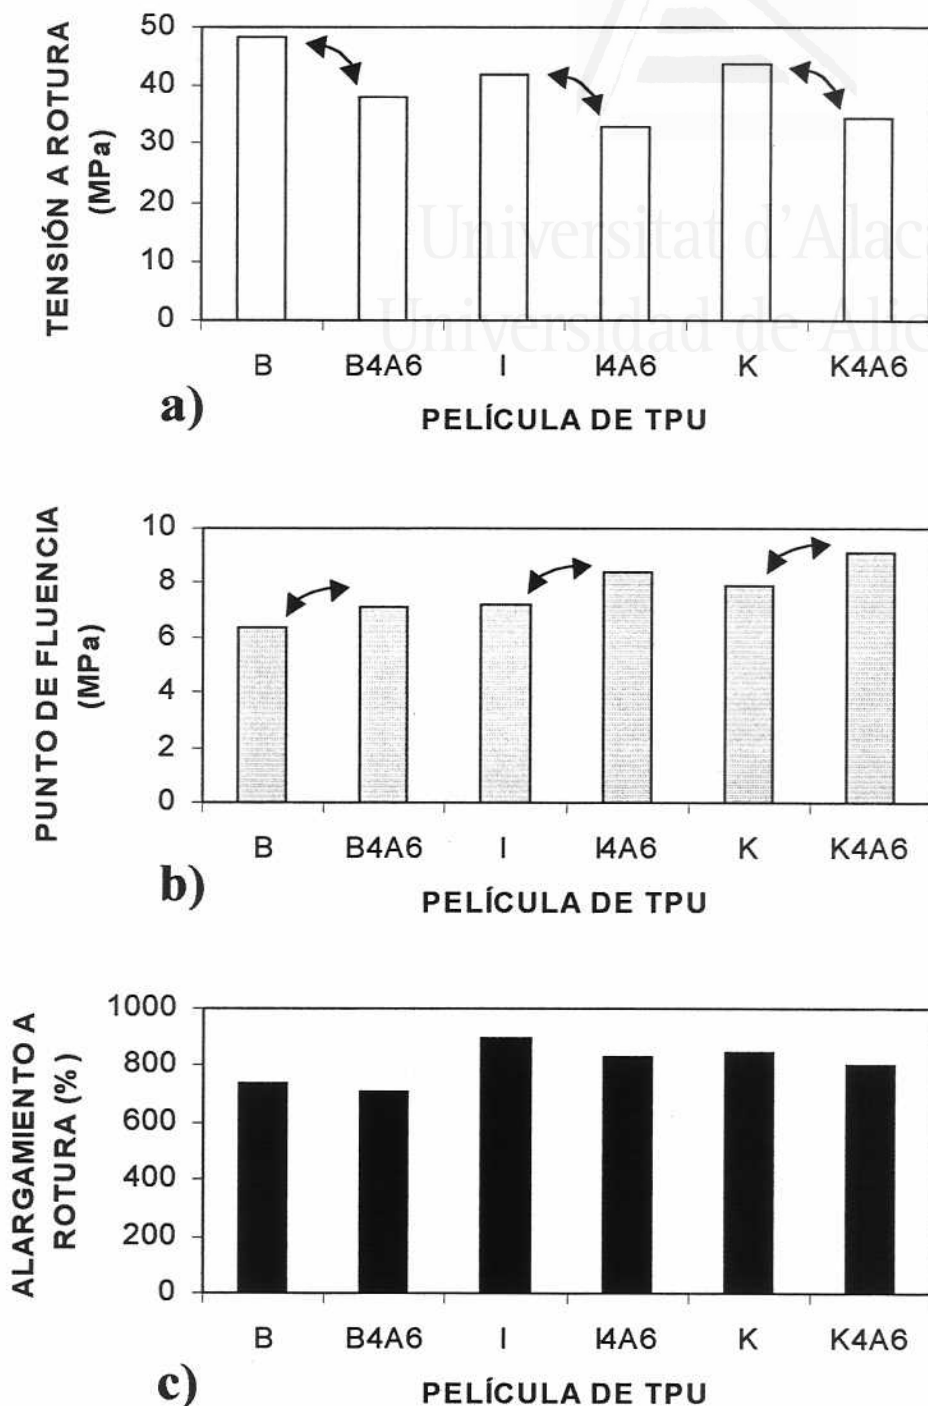 50
40
30
20
10
0
TENSIÓN A ROTURA
(MPa)
B B4A6 I I4A6 K K4A6
a)
PELÍCULA DE TPU
Universitat d'Alaca
Universidad de Alic
10
8
6
4
2
0
PUNTO DE FLUENCIA
(MPa)
B B4A6 I I4A6 K K4A6
b)
PELÍCULA DE TPU
1000
800
600
400
200
0
ALARGAMIENTO A
ROTURA (%)
B B4A6 I I4A6 K K4A6
c)
PELÍCULA DE TPU